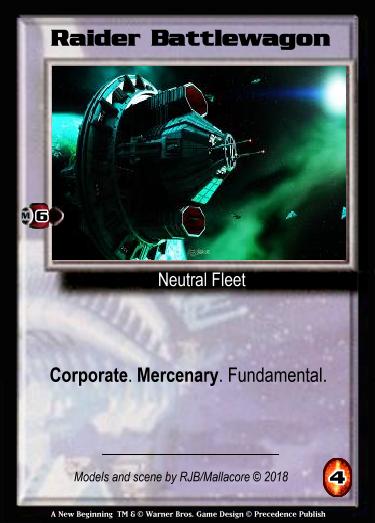 Raider Battlewagon
M 6
Neutral Fleet
Corporate. Mercenary. Fundamental.
Models and scene by RJB/Mallacore © 2018
4
A New Beginning TM & © Warner Bros. Game Design © Precedence Publish